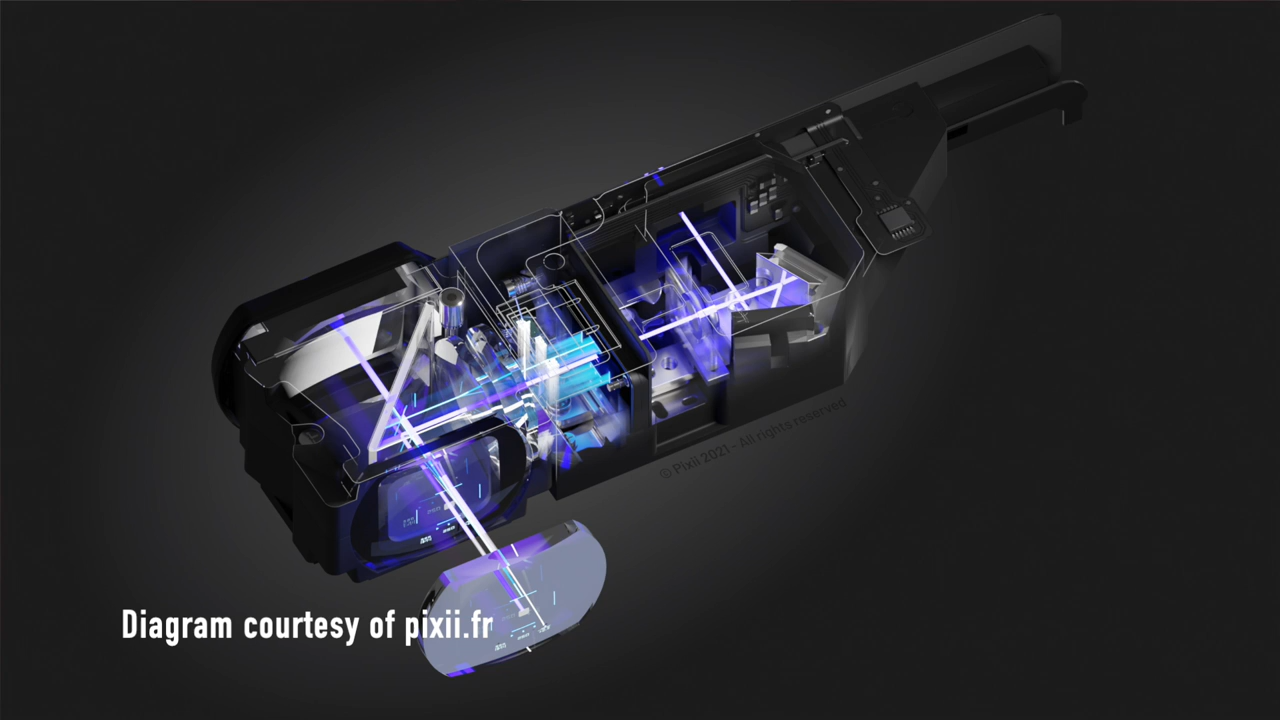 © Pixii 2021 - All rights reserved
Diagram courtesy of pixii.fr